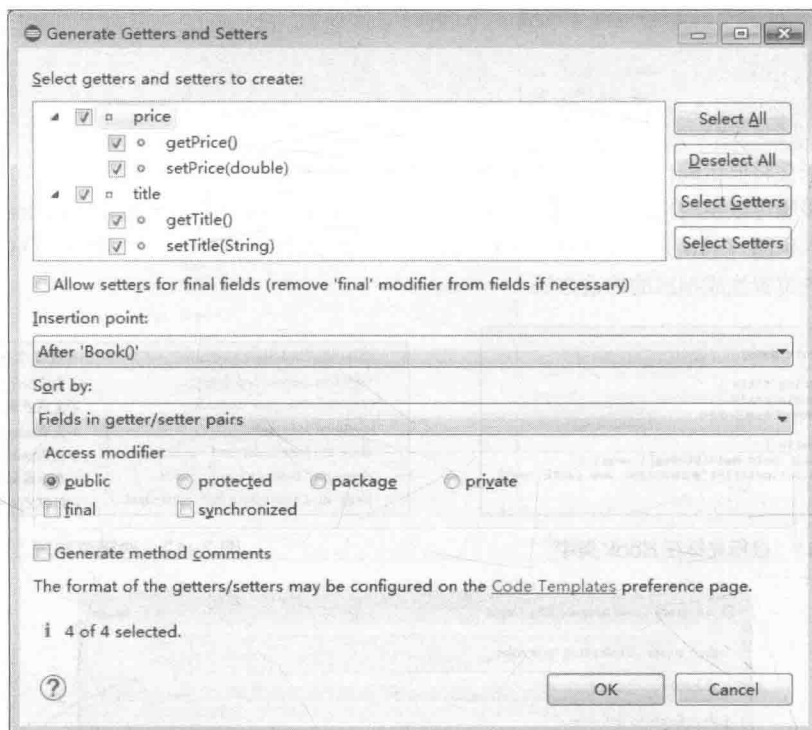 Generate Getters and Setters
Select getters and setters to create:
price
getPrice()
setPrice(double)
title
getTitle()
setTitle(String)
Select All
Deselect All
Select Getters
Select Setters
Allow setters for final fields (remove 'final' modifier from fields if necessary)
Insertion point:
After 'Book()'
Sort by:
Fields in getter/setter pairs
Access modifier
public protected package private
final synchronized
Generate method comments
The format of the getters/setters may be configured on the Code Templates preference page.
i 4 of 4 selected.
?
OK Cancel